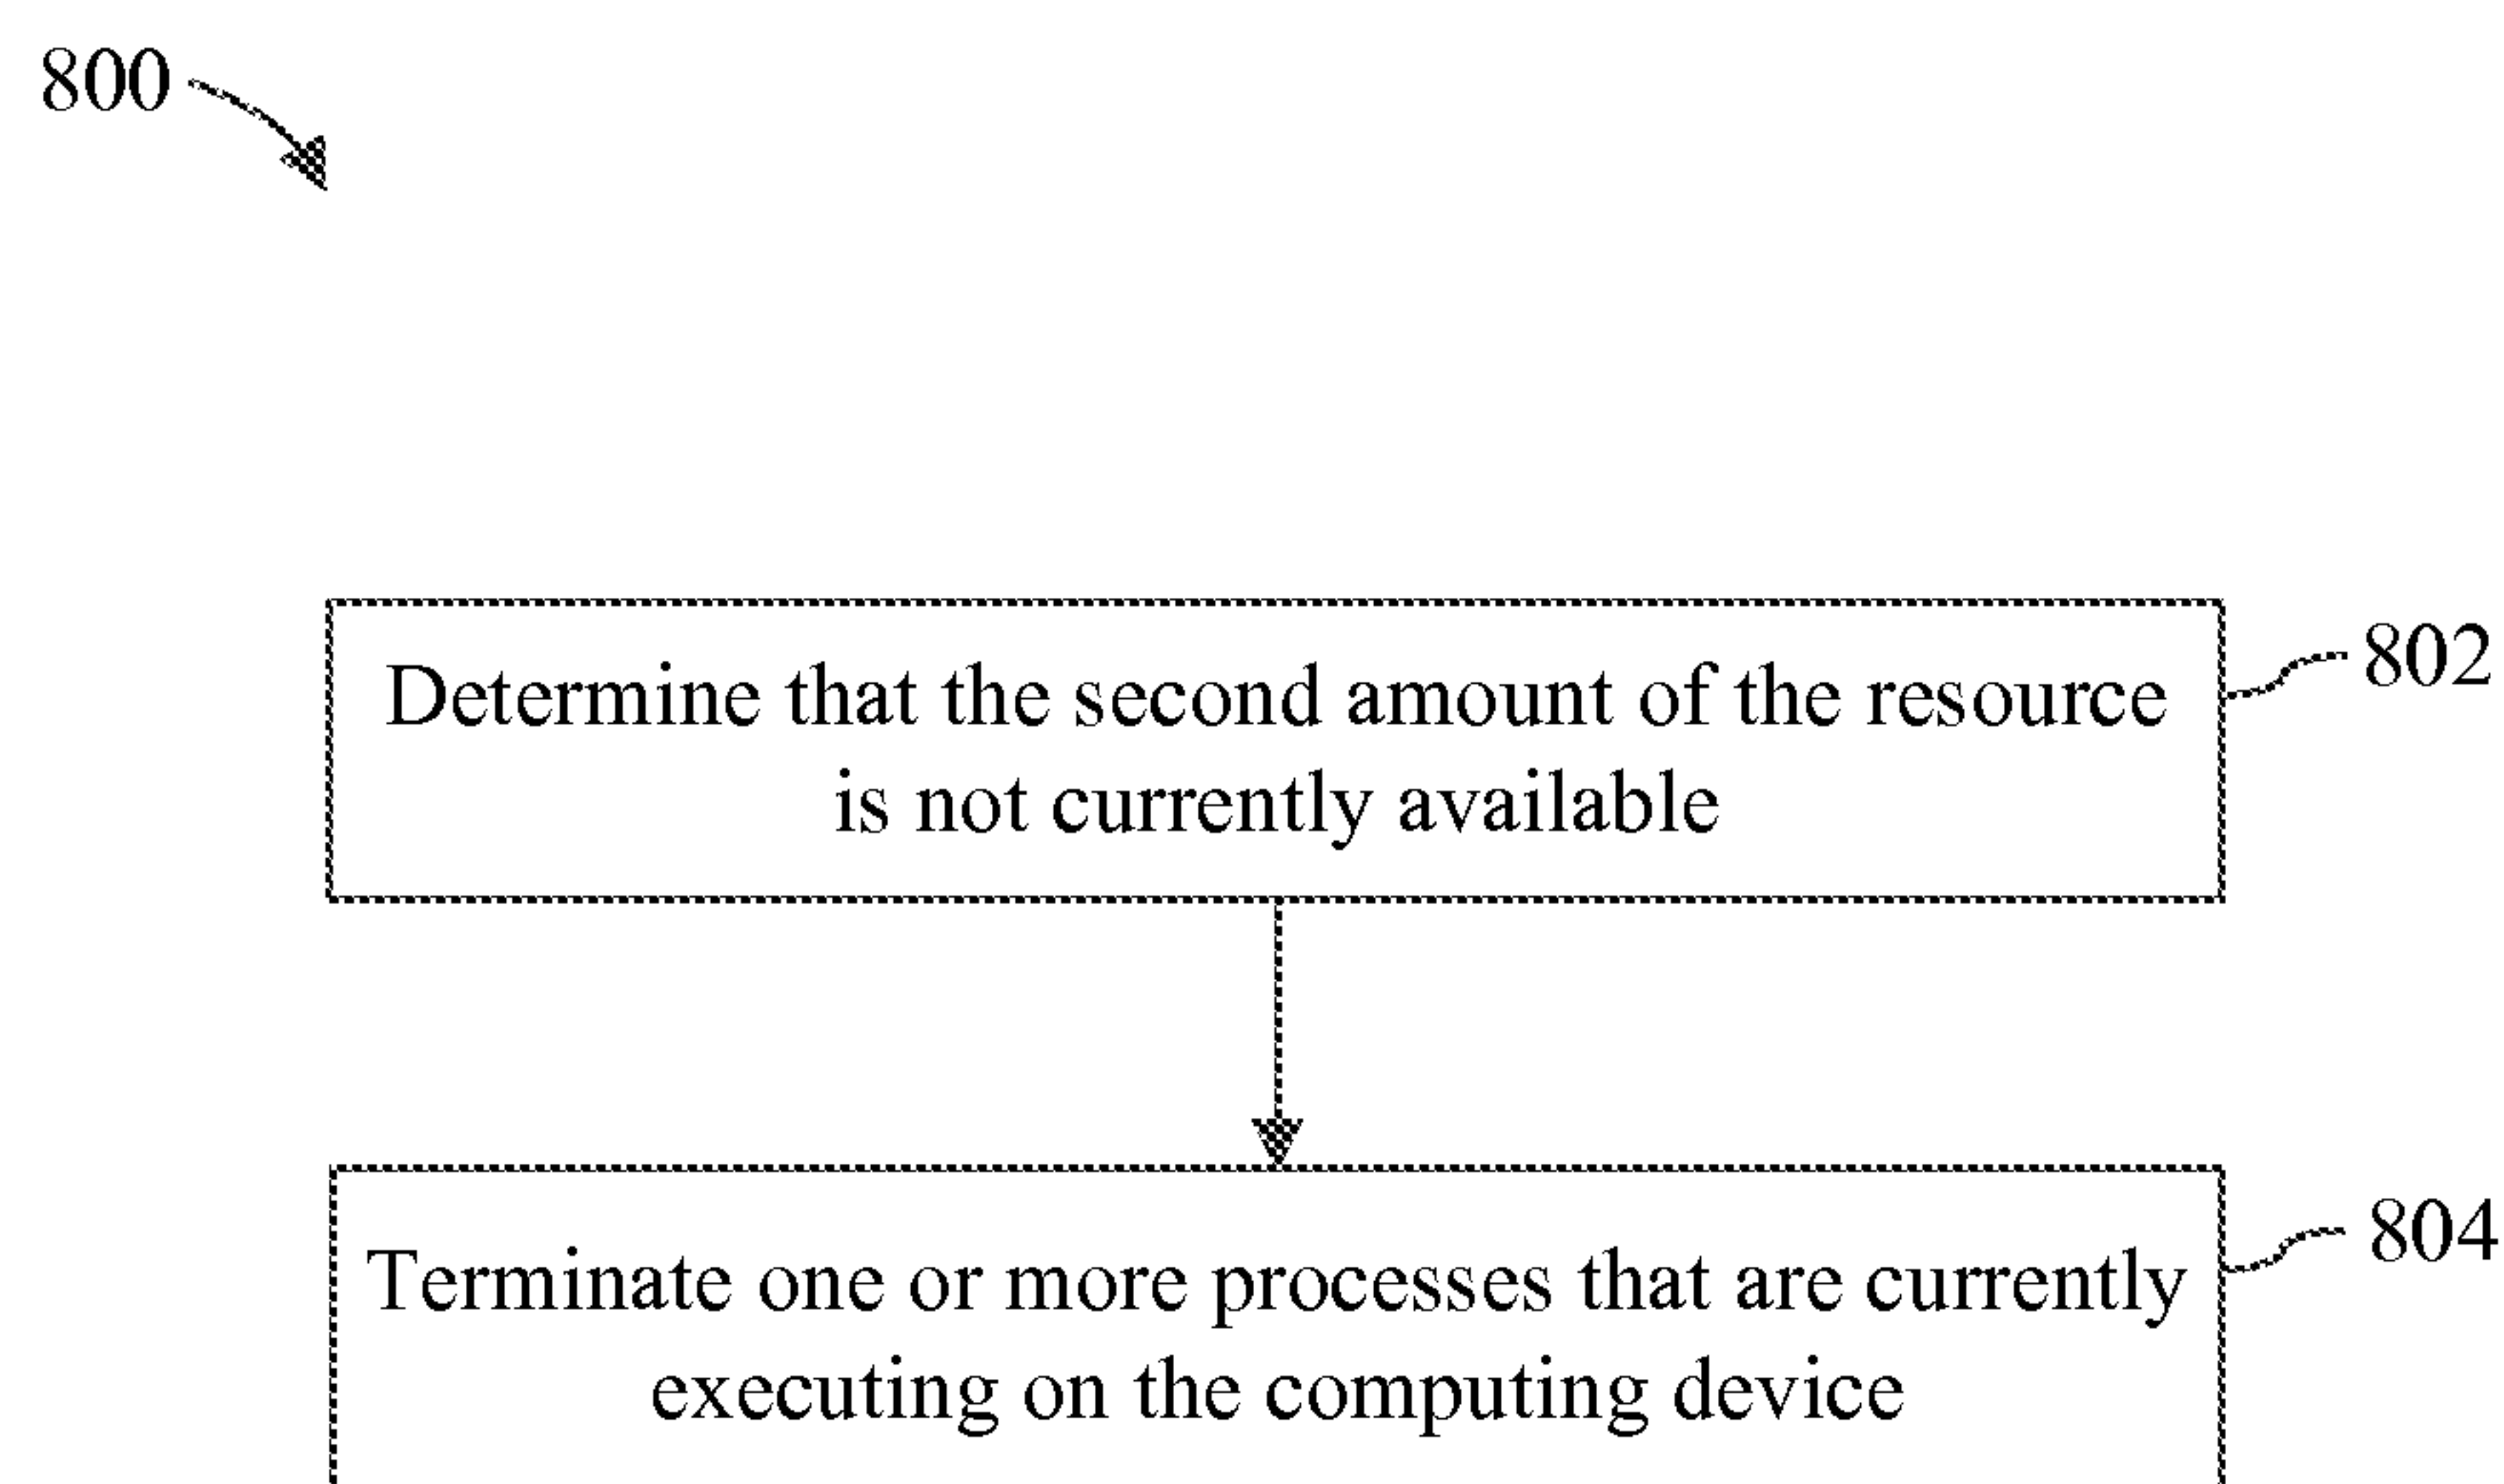 800
Determine that the second amount of the resource
is not currently available
802
Terminate one or more processes that are currently
executing on the computing device
804